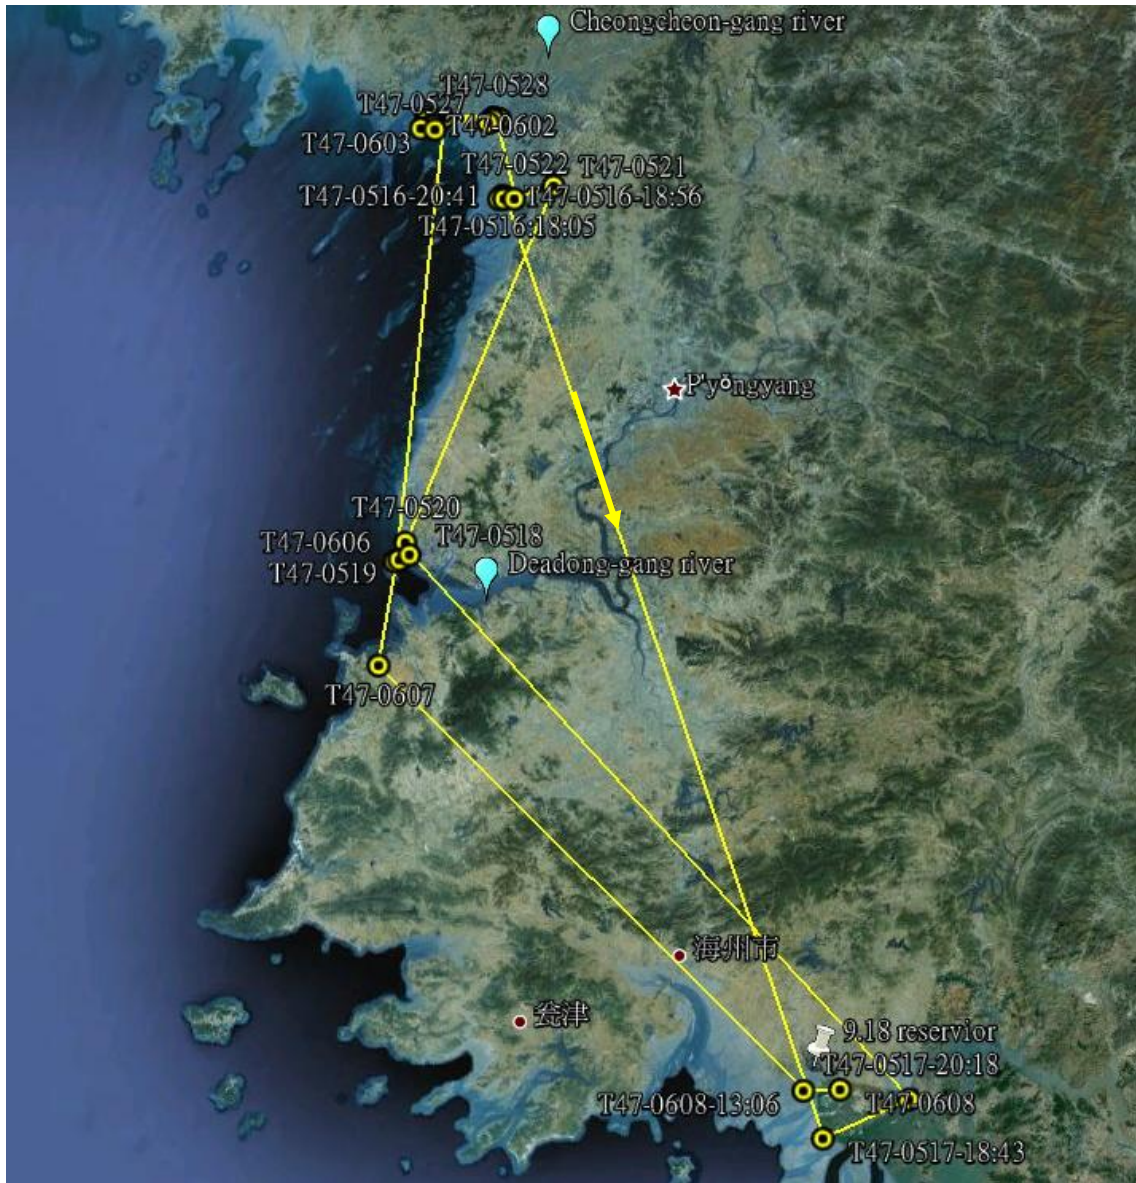 Cheongcheon-gang river
T47-0528
T47-0527
T47-0602
T47-0603
T47-0522
T47-0521
T47-0516-20:41
T47-0516-18:56
T47-0516:18:05
P'yŏngyang
T47-0520
T47-0518
T47-0606
T47-0519
Deadong-gang river
T47-0607
海州市
瓮津
9.18 reservior
T47-0517-20:18
T47-0608-13:06
T47-0608
T47-0517-18:43